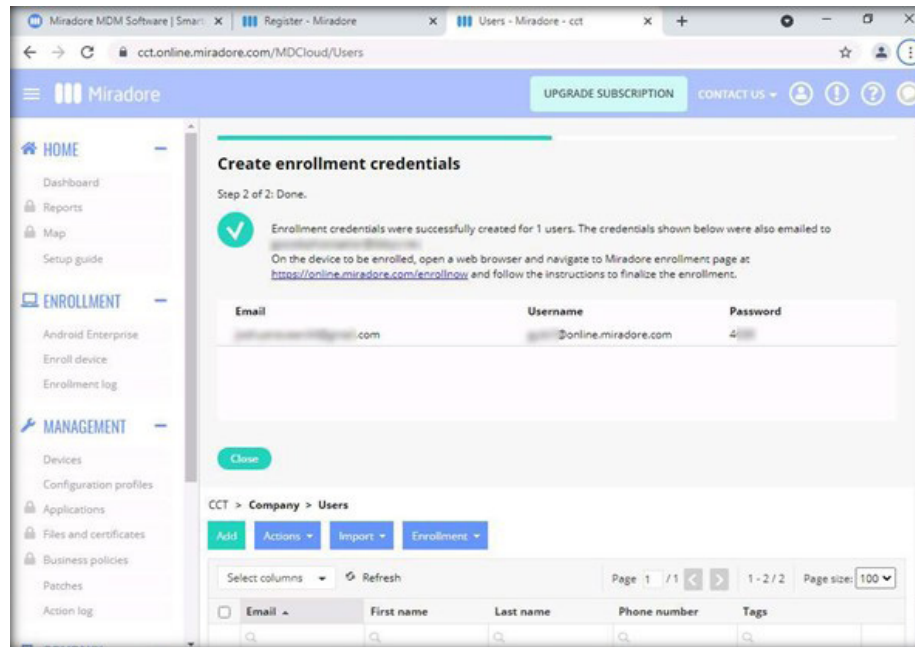 Miradore MDM Software | Smar
Register - Miradore
Users - Miradore - cct
cct.online.miradore.com/MDCloud/Users
Miradore
UPGRADE SUBSCRIPTION
CONTACT US
HOME
Dashboard
Reports
Map
Setup guide
ENROLLMENT
Android Enterprise
Enroll device
Enrollment log
MANAGEMENT
Devices
Configuration profiles
Applications
Files and certificates
Business policies
Patches
Action log
Create enrollment credentials
Step 2 of 2: Done.
Enrollment credentials were successfully created for 1 users. The credentials shown below were also emailed to
On the device to be enrolled, open a web browser and navigate to Miradore enrollment page at
https://online.miradore.com/enrollnow and follow the instructions to finalize the enrollment.
Email Username Password
.com @online.miradore.com 4
Close
CCT > Company > Users
Add Actions Import Enrollment
Select columns Refresh Page 1 / 1 1 - 2 / 2 Page size: 100
Email First name Last name Phone number Tags